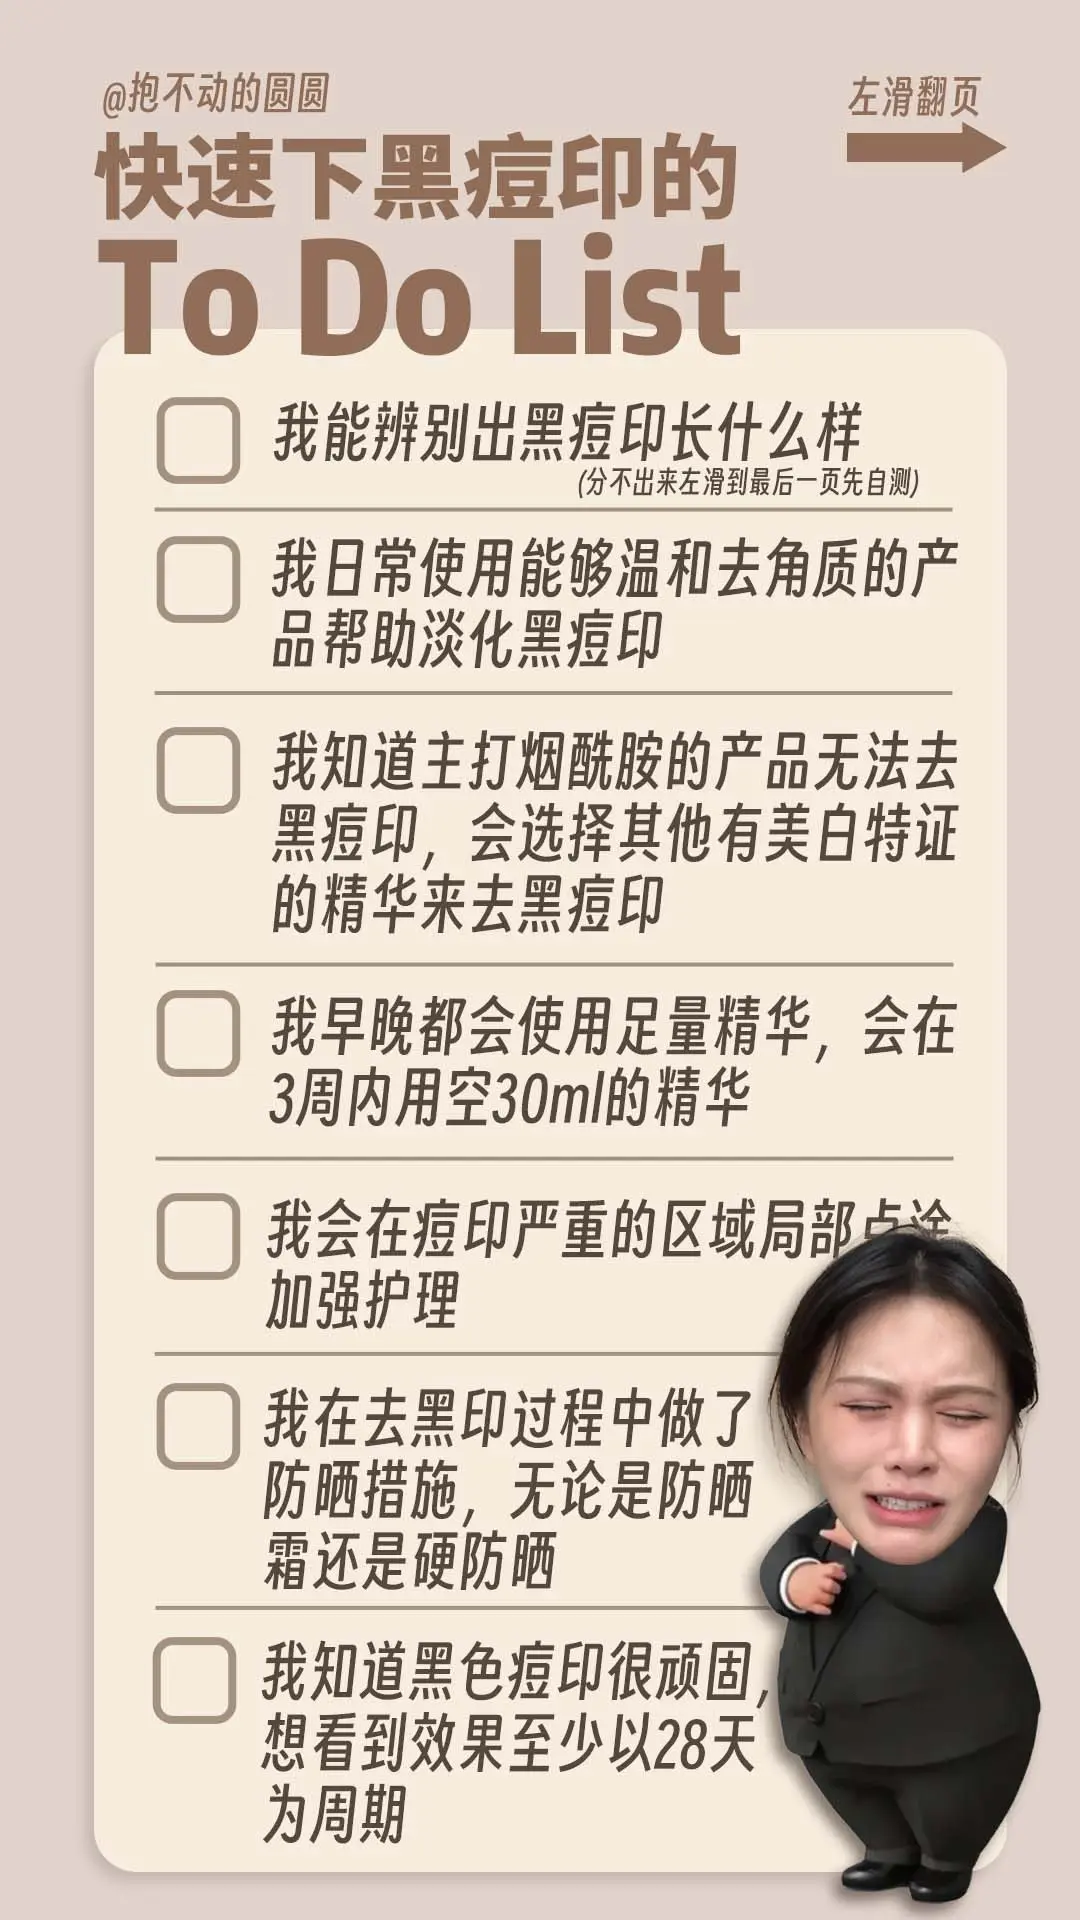 @抱不动的圆圆
左滑翻页
快速下黑痘印的
To Do List
我能辨别出黑痘印长什么样
(分不出来左滑到最后一页先自测)
我日常使用能够温和去角质的产
品帮助淡化黑痘印
我知道主打烟酰胺的产品无法去
黑痘印，会选择其他有美白特证
的精华来去黑痘印
我早晚都会使用足量精华，会在
3周内用空30ml的精华
我会在痘印严重的区域局部点涂
加强护理
我在去黑印过程中做了
防晒措施，无论是防晒
霜还是硬防晒
我知道黑色痘印很顽固，
想看到效果至少以28天
为周期